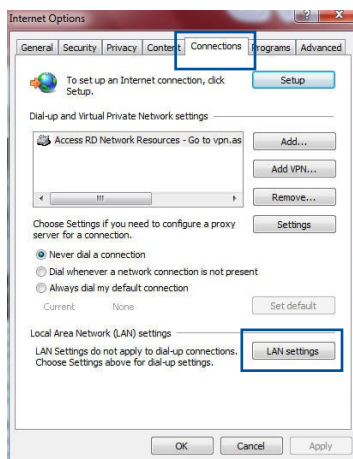 Internet Options
General Security Privacy Content Connections Programs Advanced
To set up an Internet connection, click Setup.
Setup
Dial-up and Virtual Private Network settings
Access RD Network Resources - Go to vpn.as
Add...
Add VPN...
Remove...
Choose Settings if you need to configure a proxy
server for a connection.
Settings
Never dial a connection
Dial whenever a network connection is not present
Always dial my default connection
Current None
Set default
Local Area Network (LAN) settings
LAN Settings do not apply to dial-up connections.
Choose Settings above for dial-up settings.
LAN settings
OK Cancel Apply